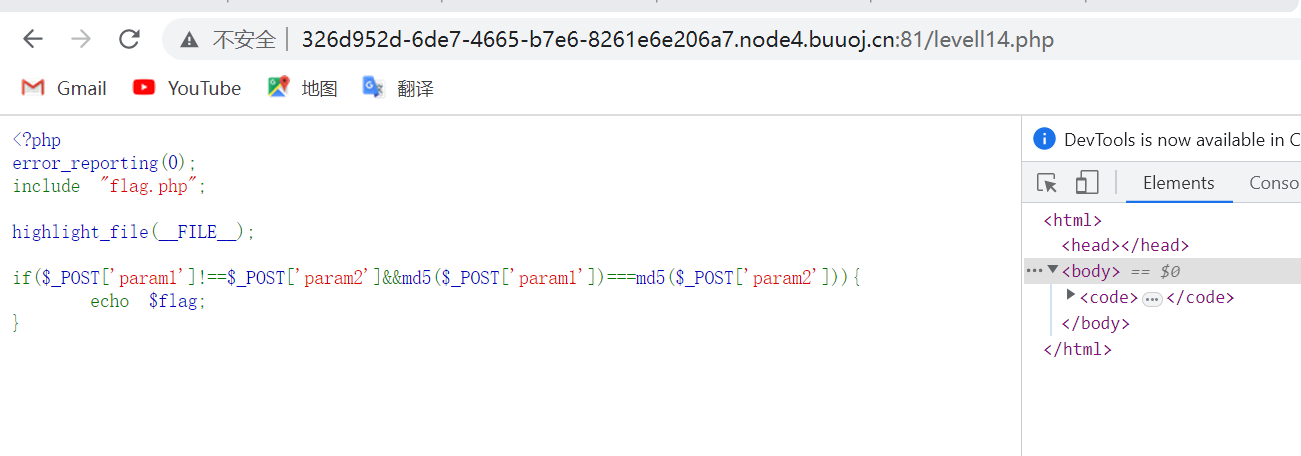 不安全 | 326d952d-6de7-4665-b7e6-8261e6e206a7.node4.buuoj.cn:81/levell14.php
Gmail YouTube 地图 翻译
<?php
error_reporting(0);
include "flag.php";
highlight_file(__FILE__);
if($_POST['param1']!==$_POST['param2']&&md5($_POST['param1'])===md5($_POST['param2'])){
echo $flag;
}
DevTools is now available in C
Elements Conso
<html>
<head></head>
<body> == $0
<code> </code>
</body>
</html>